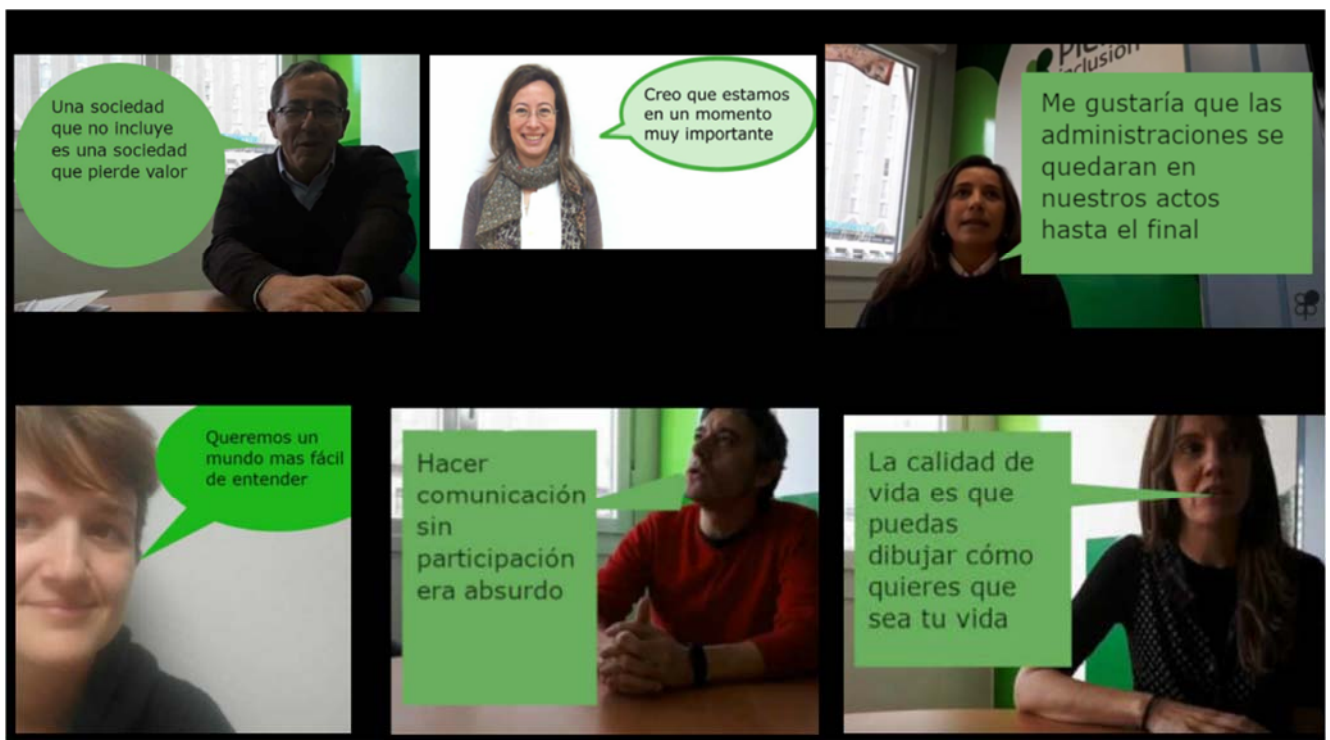 Una sociedad
que no incluye
es una sociedad
que pierde valor
Creo que estamos
en un momento
muy importante
inclusion
Me gustaría que las
administraciones se
quedaran en
nuestros actos
hasta el final
Queremos un
mundo mas fácil
de entender
Hacer
comunicación
sin
participación
era absurdo
La calidad de
vida es que
puedas
dibujar cómo
quieres que
sea tu vida